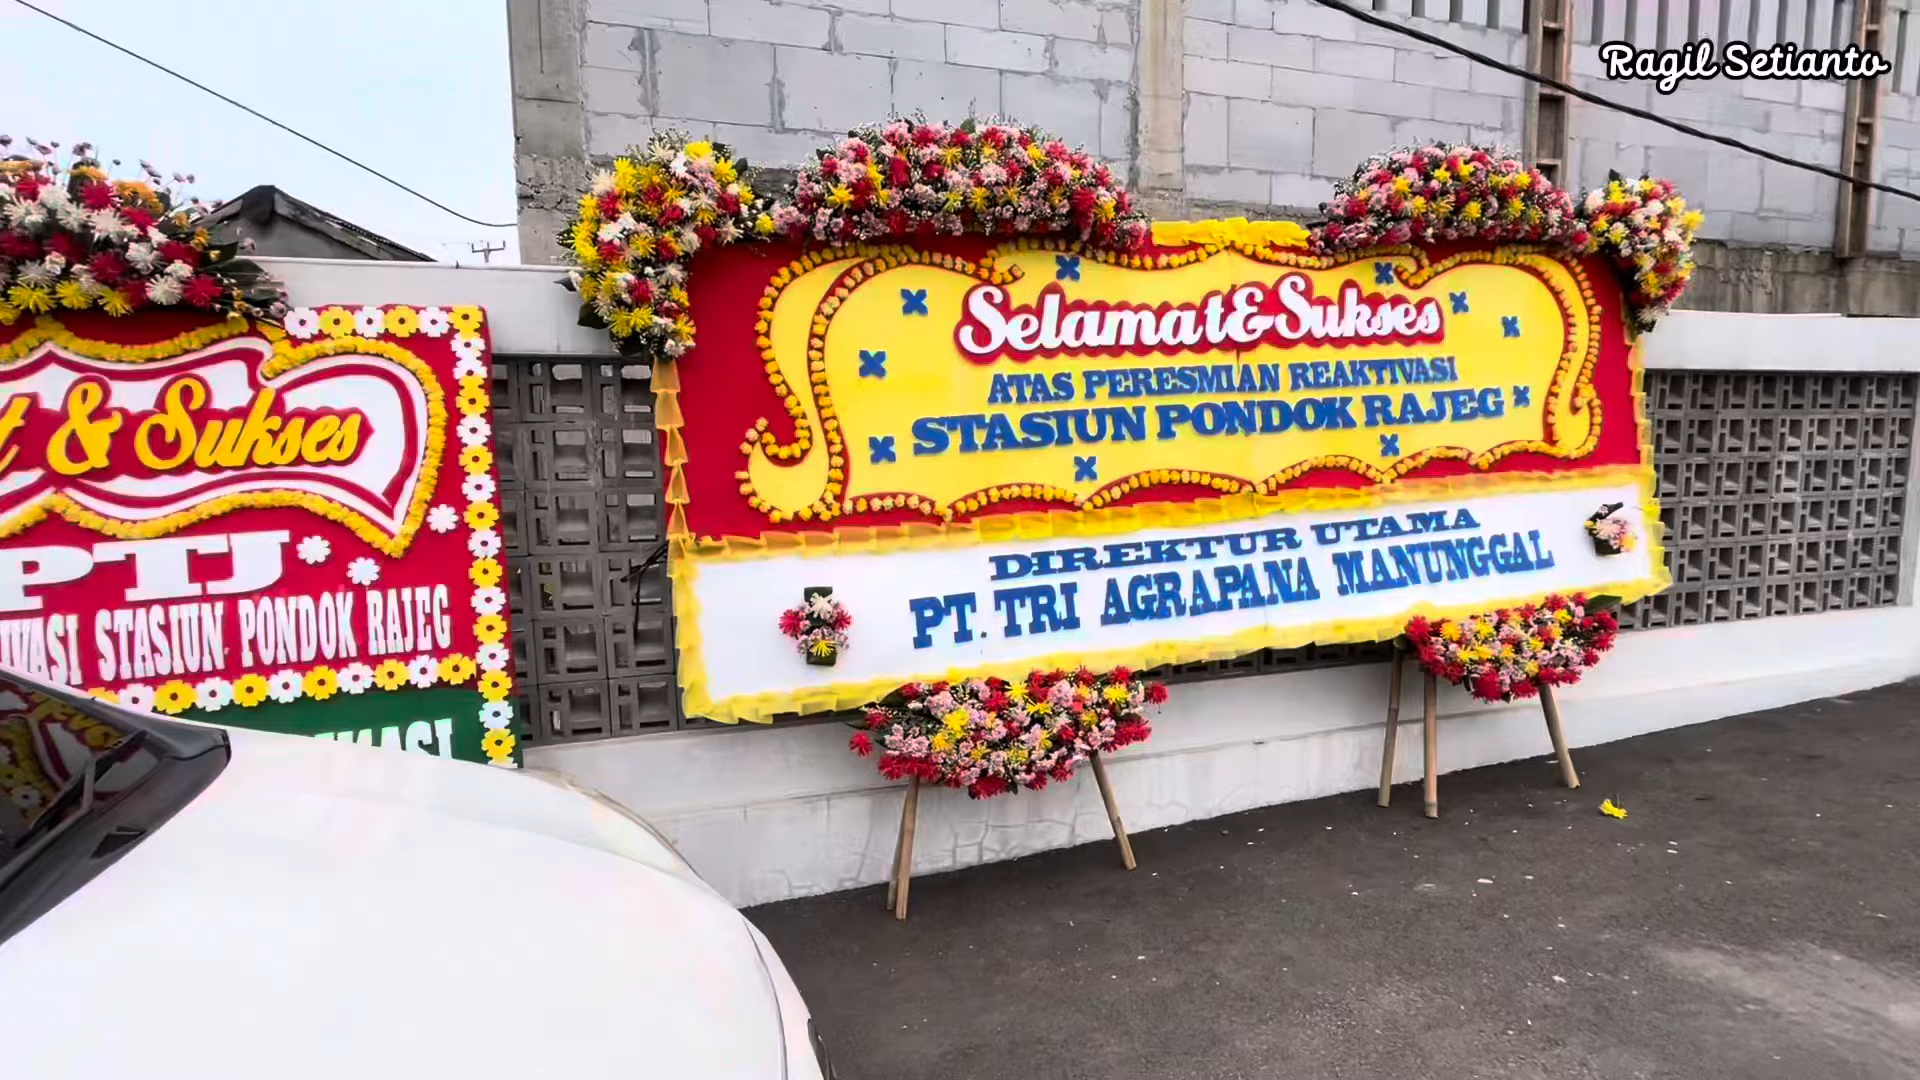 Ragil Setianto
Selamat & Sukses
ATAS PERESMIAN REAKTIVASI
STASIUN PONDOK RAJEG
DIREKTUR UTAMA
PT. TRI AGRAPANA MANUNGGAL
& Sukses
PTJ
STASIUN PONDOK RAJEG